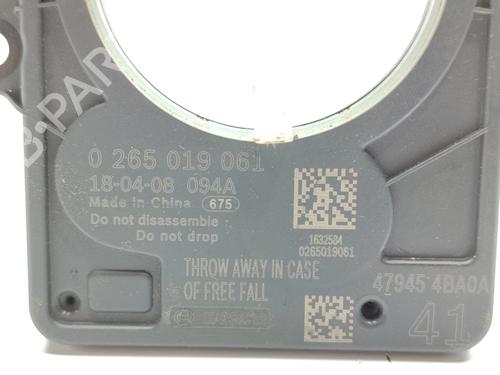 0 265 019 061
18-04-08 094A
Made in China 675
Do not disassemble
Do not drop
1632584
0265019061
THROW AWAY IN CASE
OF FREE FALL
47945 4BA0A
41
B-PARTS